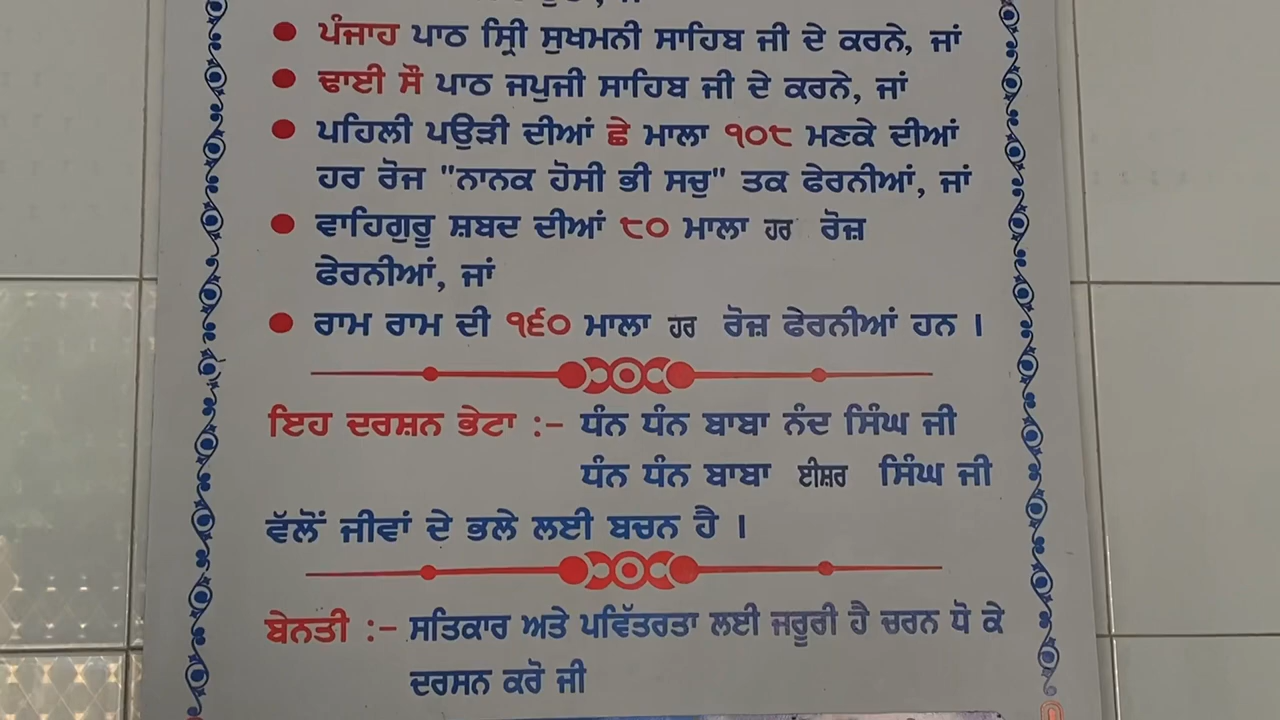 ● ਪੰਜਾਹ ਪਾਠ ਸ੍ਰੀ ਸੁਖਮਨੀ ਸਾਹਿਬ ਜੀ ਦੇ ਕਰਨੇ, ਜਾਂ
● ਢਾਈ ਸੌ ਪਾਠ ਜਪੁਜੀ ਸਾਹਿਬ ਜੀ ਦੇ ਕਰਨੇ, ਜਾਂ
● ਪਹਿਲੀ ਪਉੜੀ ਦੀਆਂ ਛੇ ਮਾਲਾ ੧੦੮ ਮਣਕੇ ਦੀਆਂ
ਹਰ ਰੋਜ "ਨਾਨਕ ਹੋਸੀ ਭੀ ਸਚੁ" ਤਕ ਫੇਰਨੀਆਂ, ਜਾਂ
● ਵਾਹਿਗੁਰੂ ਸ਼ਬਦ ਦੀਆਂ ੮੦ ਮਾਲਾ ਹਰ ਰੋਜ਼
ਫੇਰਨੀਆਂ, ਜਾਂ
● ਰਾਮ ਰਾਮ ਦੀ ੧੬੦ ਮਾਲਾ ਹਰ ਰੋਜ਼ ਫੇਰਨੀਆਂ ਹਨ ।
ਇਹ ਦਰਸ਼ਨ ਭੇਟਾ :- ਧੰਨ ਧੰਨ ਬਾਬਾ ਨੰਦ ਸਿੰਘ ਜੀ
ਧੰਨ ਧੰਨ ਬਾਬਾ ਈਸ਼ਰ ਸਿੰਘ ਜੀ
ਵੱਲੋਂ ਜੀਵਾਂ ਦੇ ਭਲੇ ਲਈ ਬਚਨ ਹੈ ।
ਬੇਨਤੀ :- ਸਤਿਕਾਰ ਅਤੇ ਪਵਿੱਤਰਤਾ ਲਈ ਜਰੂਰੀ ਹੈ ਚਰਨ ਧੋ ਕੇ
ਦਰਸਨ ਕਰੋ ਜੀ